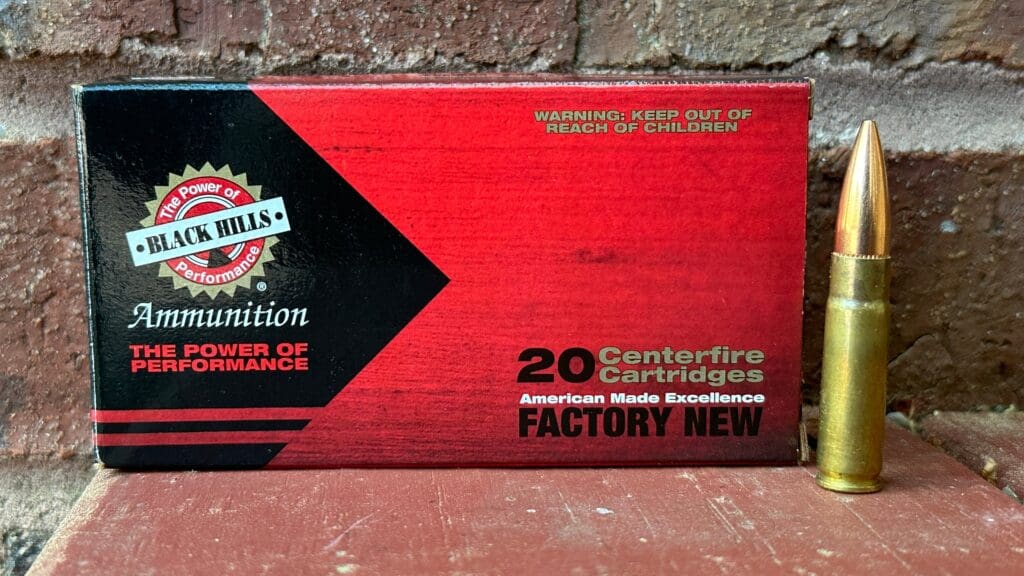 WARNING: KEEP OUT OF
REACH OF CHILDREN
The Power of
• BLACK HILLS •
Performance
®
Ammunition
THE POWER OF
PERFORMANCE
20 Centerfire
Cartridges
American Made Excellence
FACTORY NEW